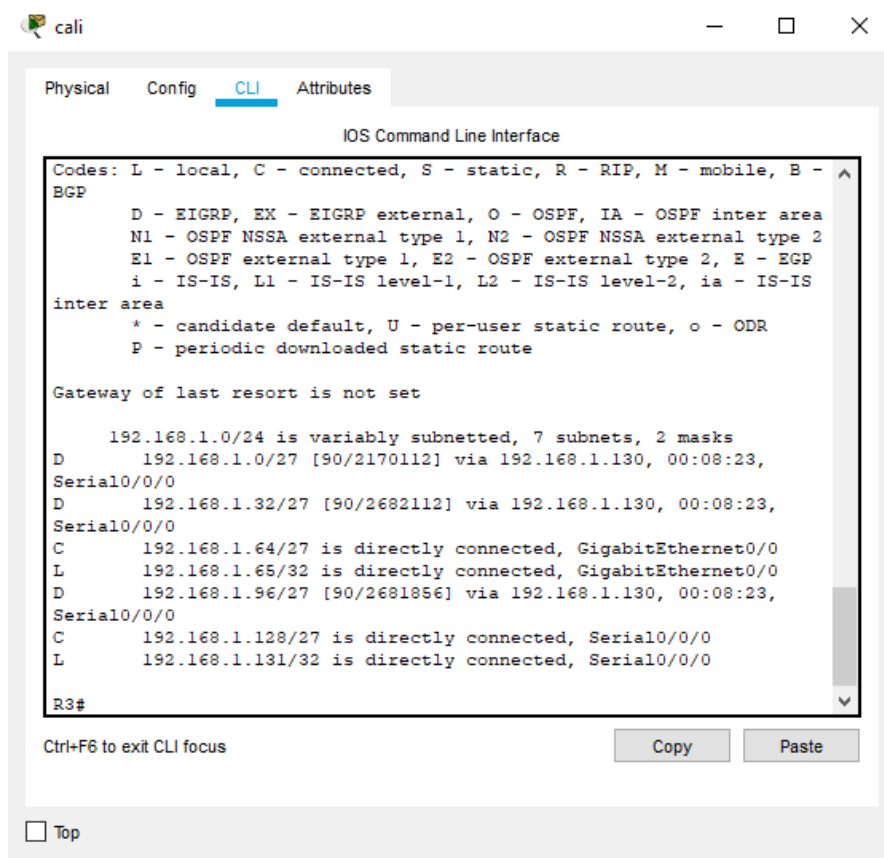 cali
Physical Config CLI Attributes
IOS Command Line Interface
Codes: L - local, C - connected, S - static, R - RIP, M - mobile, B -
BGP
D - EIGRP, EX - EIGRP external, O - OSPF, IA - OSPF inter area
N1 - OSPF NSSA external type 1, N2 - OSPF NSSA external type 2
E1 - OSPF external type 1, E2 - OSPF external type 2, E - EGP
i - IS-IS, L1 - IS-IS level-1, L2 - IS-IS level-2, ia - IS-IS
inter area
* - candidate default, U - per-user static route, o - ODR
P - periodic downloaded static route
Gateway of last resort is not set
192.168.1.0/24 is variably subnetted, 7 subnets, 2 masks
D 192.168.1.0/27 [90/2170112] via 192.168.1.130, 00:08:23,
Serial0/0/0
D 192.168.1.32/27 [90/2682112] via 192.168.1.130, 00:08:23,
Serial0/0/0
C 192.168.1.64/27 is directly connected, GigabitEthernet0/0
L 192.168.1.65/32 is directly connected, GigabitEthernet0/0
D 192.168.1.96/27 [90/2681856] via 192.168.1.130, 00:08:23,
Serial0/0/0
C 192.168.1.128/27 is directly connected, Serial0/0/0
L 192.168.1.131/32 is directly connected, Serial0/0/0
R3#
Ctrl+F6 to exit CLI focus Copy Paste
Top